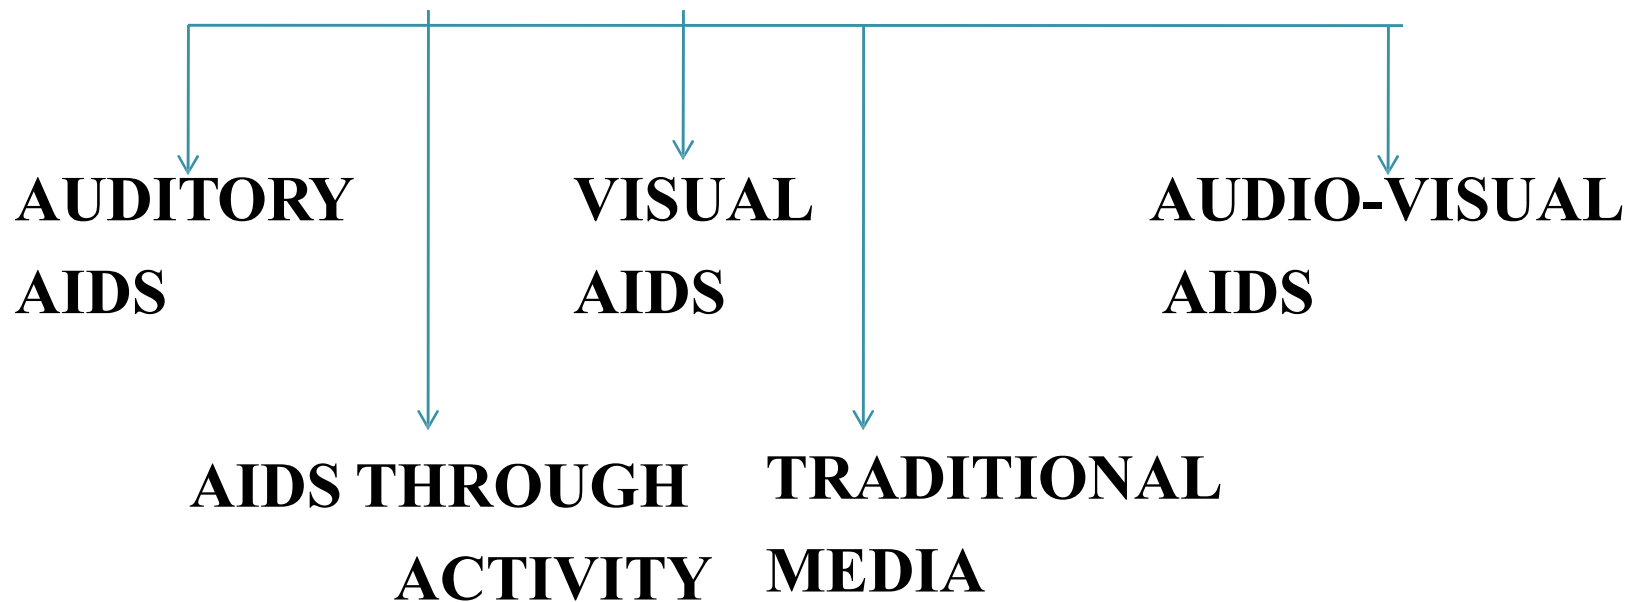 AUDITORY
AIDS
VISUAL
AIDS
AUDIO-VISUAL
AIDS
AIDS THROUGH
ACTIVITY
TRADITIONAL
MEDIA